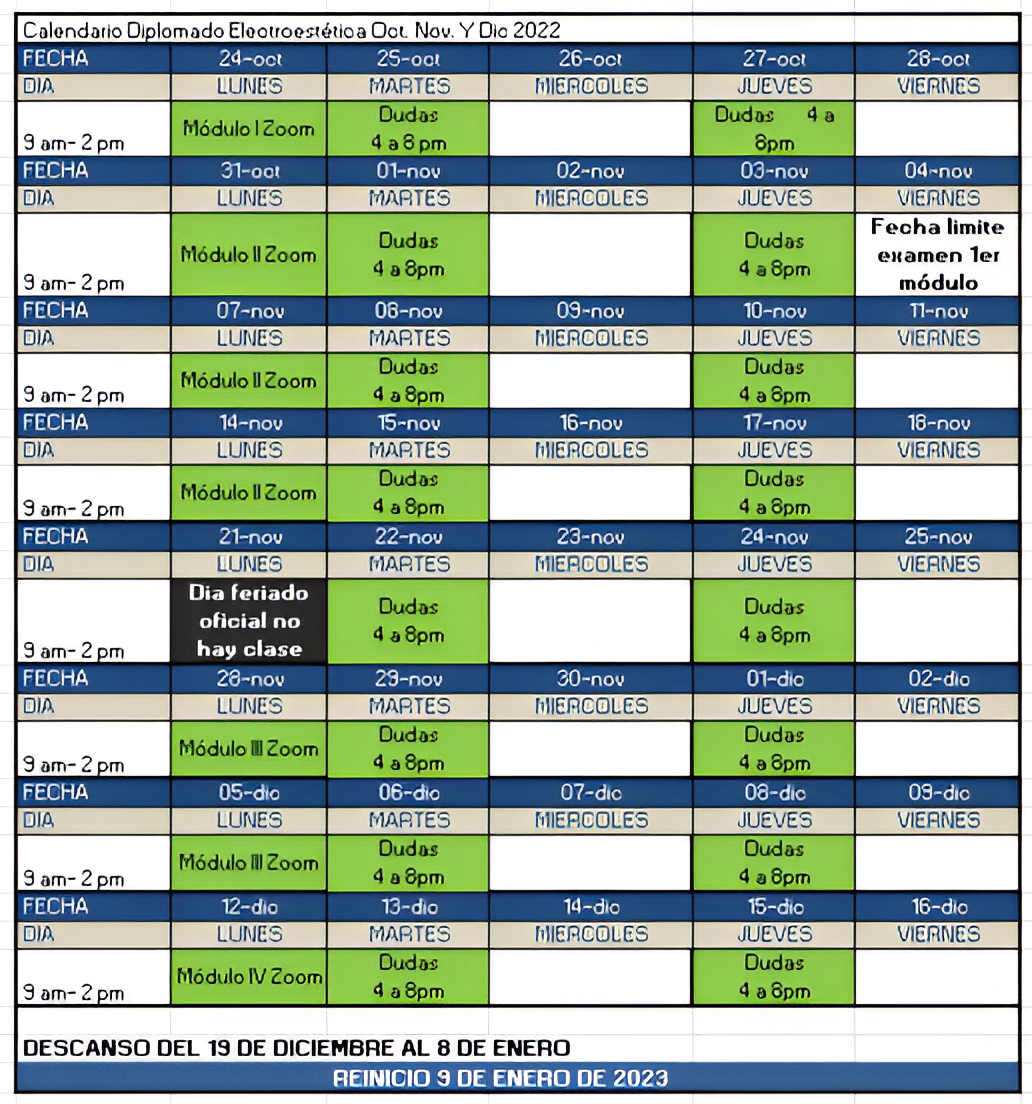 Calendario Diplomado Electroestética Oct. Nov. Y Dic 2022
FECHA 24-oct 25-oct 26-oct 27-oct 28-oct
DIA LUNES MARTES MIERCOLES JUEVES VIERNES
9 am- 2 pm Módulo I Zoom Dudas 4 a 8 pm Dudas 4 a 8pm
FECHA 31-oct 01-nov 02-nov 03-nov 04-nov
DIA LUNES MARTES MIERCOLES JUEVES VIERNES
9 am- 2 pm Módulo II Zoom Dudas 4 a 8pm Dudas 4 a 8pm Fecha limite examen 1er módulo
FECHA 07-nov 08-nov 09-nov 10-nov 11-nov
DIA LUNES MARTES MIERCOLES JUEVES VIERNES
9 am- 2 pm Módulo II Zoom Dudas 4 a 8pm Dudas 4 a 8pm
FECHA 14-nov 15-nov 16-nov 17-nov 18-nov
DIA LUNES MARTES MIERCOLES JUEVES VIERNES
9 am- 2 pm Módulo II Zoom Dudas 4 a 8pm Dudas 4 a 8pm
FECHA 21-nov 22-nov 23-nov 24-nov 25-nov
DIA LUNES MARTES MIERCOLES JUEVES VIERNES
9 am- 2 pm Dia feriado oficial no hay clase Dudas 4 a 8pm Dudas 4 a 8pm
FECHA 28-nov 29-nov 30-nov 01-dic 02-dic
DIA LUNES MARTES MIERCOLES JUEVES VIERNES
9 am- 2 pm Módulo III Zoom Dudas 4 a 8pm Dudas 4 a 8pm
FECHA 05-dic 06-dic 07-dic 08-dic 09-dic
DIA LUNES MARTES MIERCOLES JUEVES VIERNES
9 am- 2 pm Módulo III Zoom Dudas 4 a 8pm Dudas 4 a 8pm
FECHA 12-dic 13-dic 14-dic 15-dic 16-dic
DIA LUNES MARTES MIERCOLES JUEVES VIERNES
9 am- 2 pm Módulo IV Zoom Dudas 4 a 8pm Dudas 4 a 8pm
DESCANSO DEL 19 DE DICIEMBRE AL 8 DE ENERO
REINICIO 9 DE ENERO DE 2023